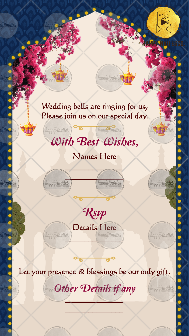 Wedding bells are ringing for us,
Please join us on our special day.
With Best Wishes,
Names Here
Rsvp
Details Here
Let your presence & blessings be our only gift.
Other Details if any